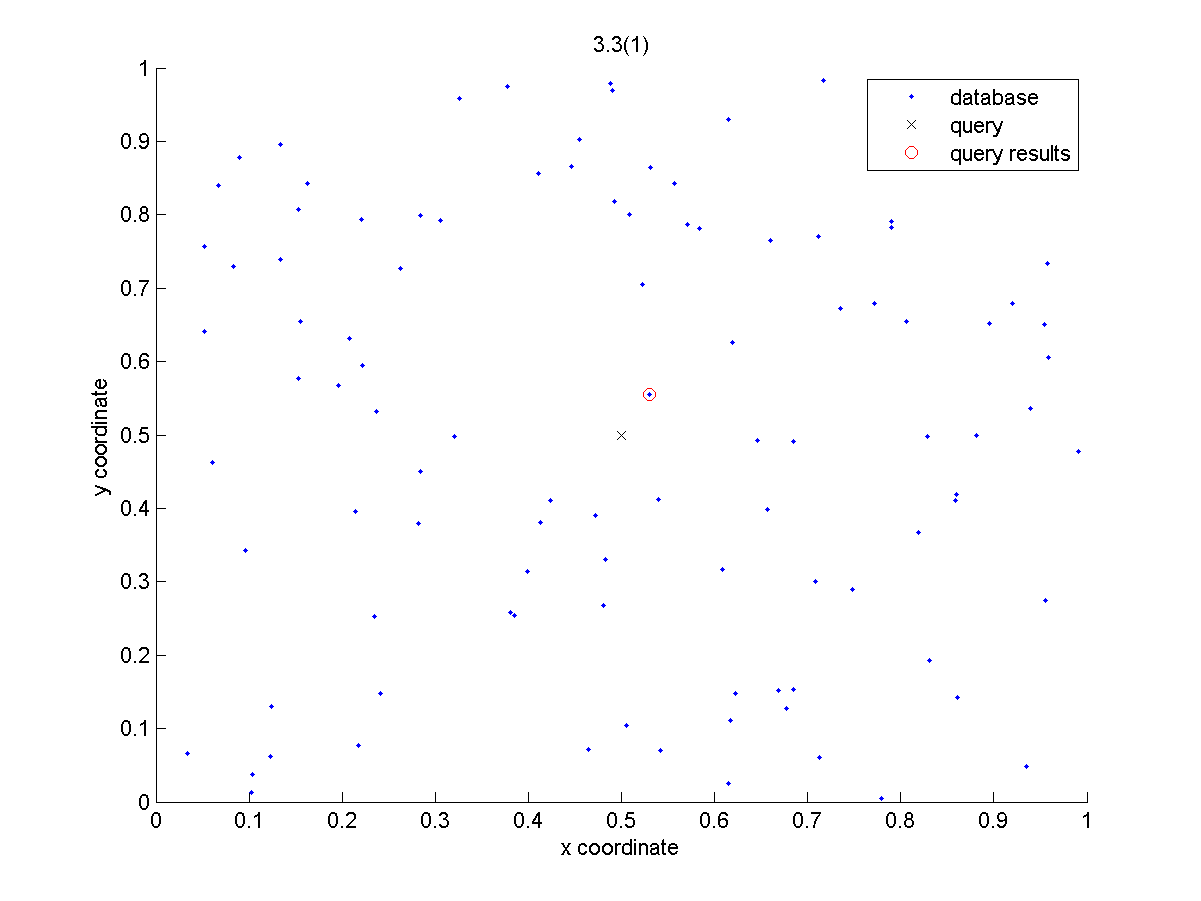 3.3(1)
database
query
query results
1
0.9
0.8
0.7
0.6
0.5
0.4
0.3
0.2
0.1
0
y coordinate
0 0.1 0.2 0.3 0.4 0.5 0.6 0.7 0.8 0.9 1
x coordinate